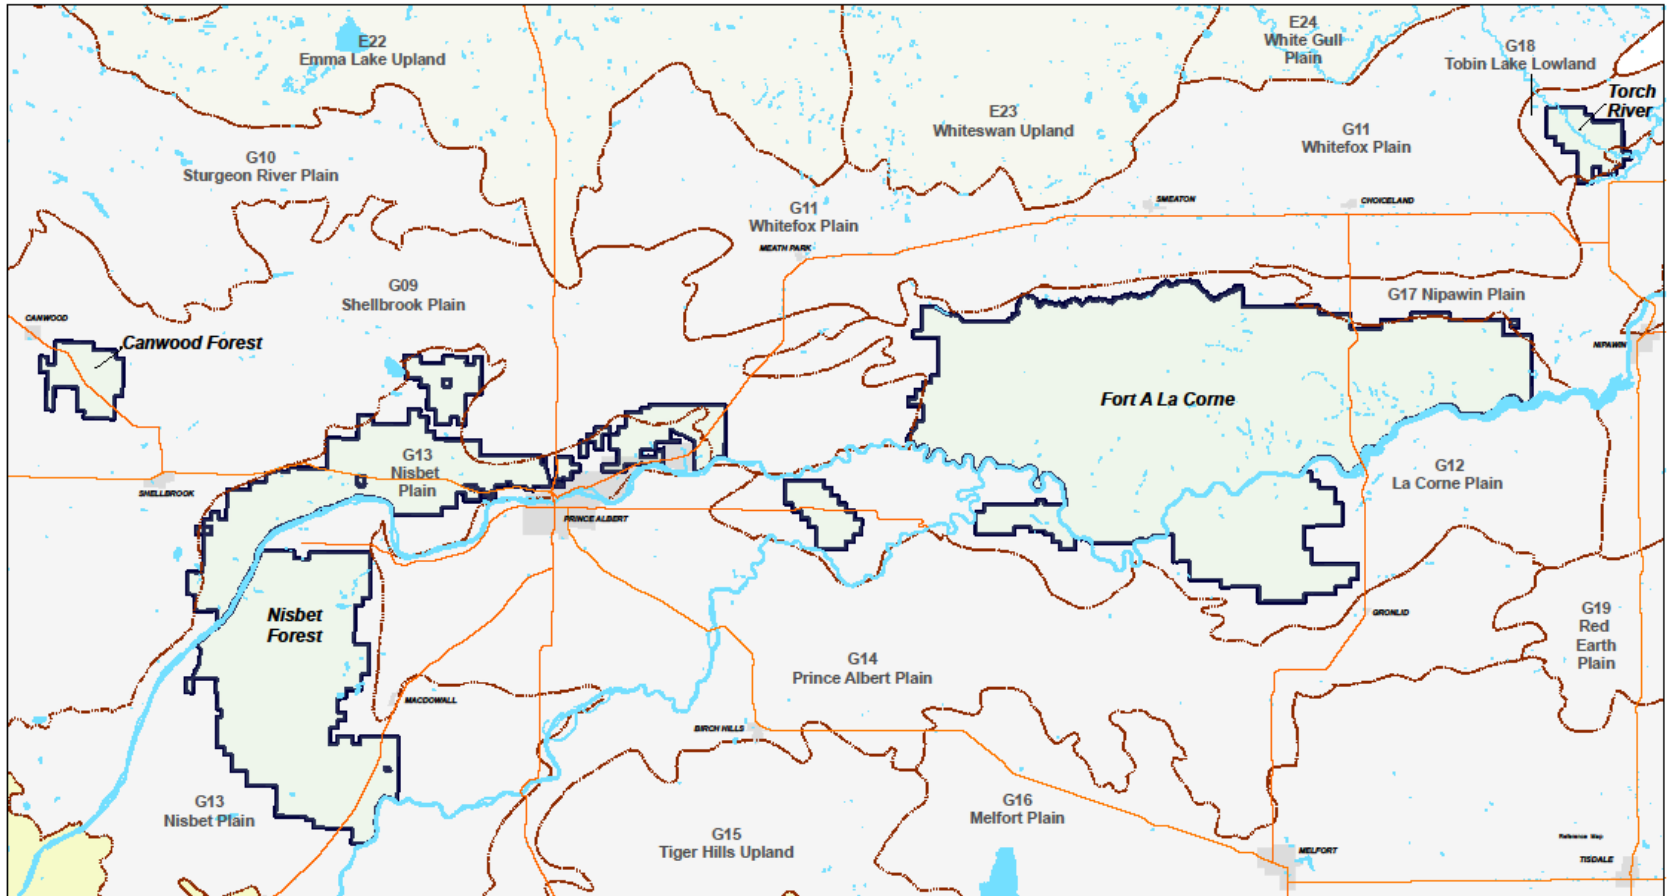 E22
Emma Lake Upland
E24
White Gull
Plain
G18
Tobin Lake Lowland
Torch
River
E23
Whiteswan Upland
G11
Whitefox Plain
G10
Sturgeon River Plain
SMEATON
CHOICELAND
G11
Whitefox Plain
MEATH PARK
G09
Shellbrook Plain
G17 Nipawin Plain
CANWOOD
Canwood Forest
NIPAWIN
Fort A La Corne
G13
Nisbet
Plain
G12
La Corne Plain
SHELLBROOK
PRINCE ALBERT
Nisbet
Forest
GRONLID
G19
Red
Earth
Plain
G14
Prince Albert Plain
MACDOWALL
BIRCH HILLS
G13
Nisbet Plain
G16
Melfort Plain
G15
Tiger Hills Upland
Reference Map
MELFORT
TISDALE